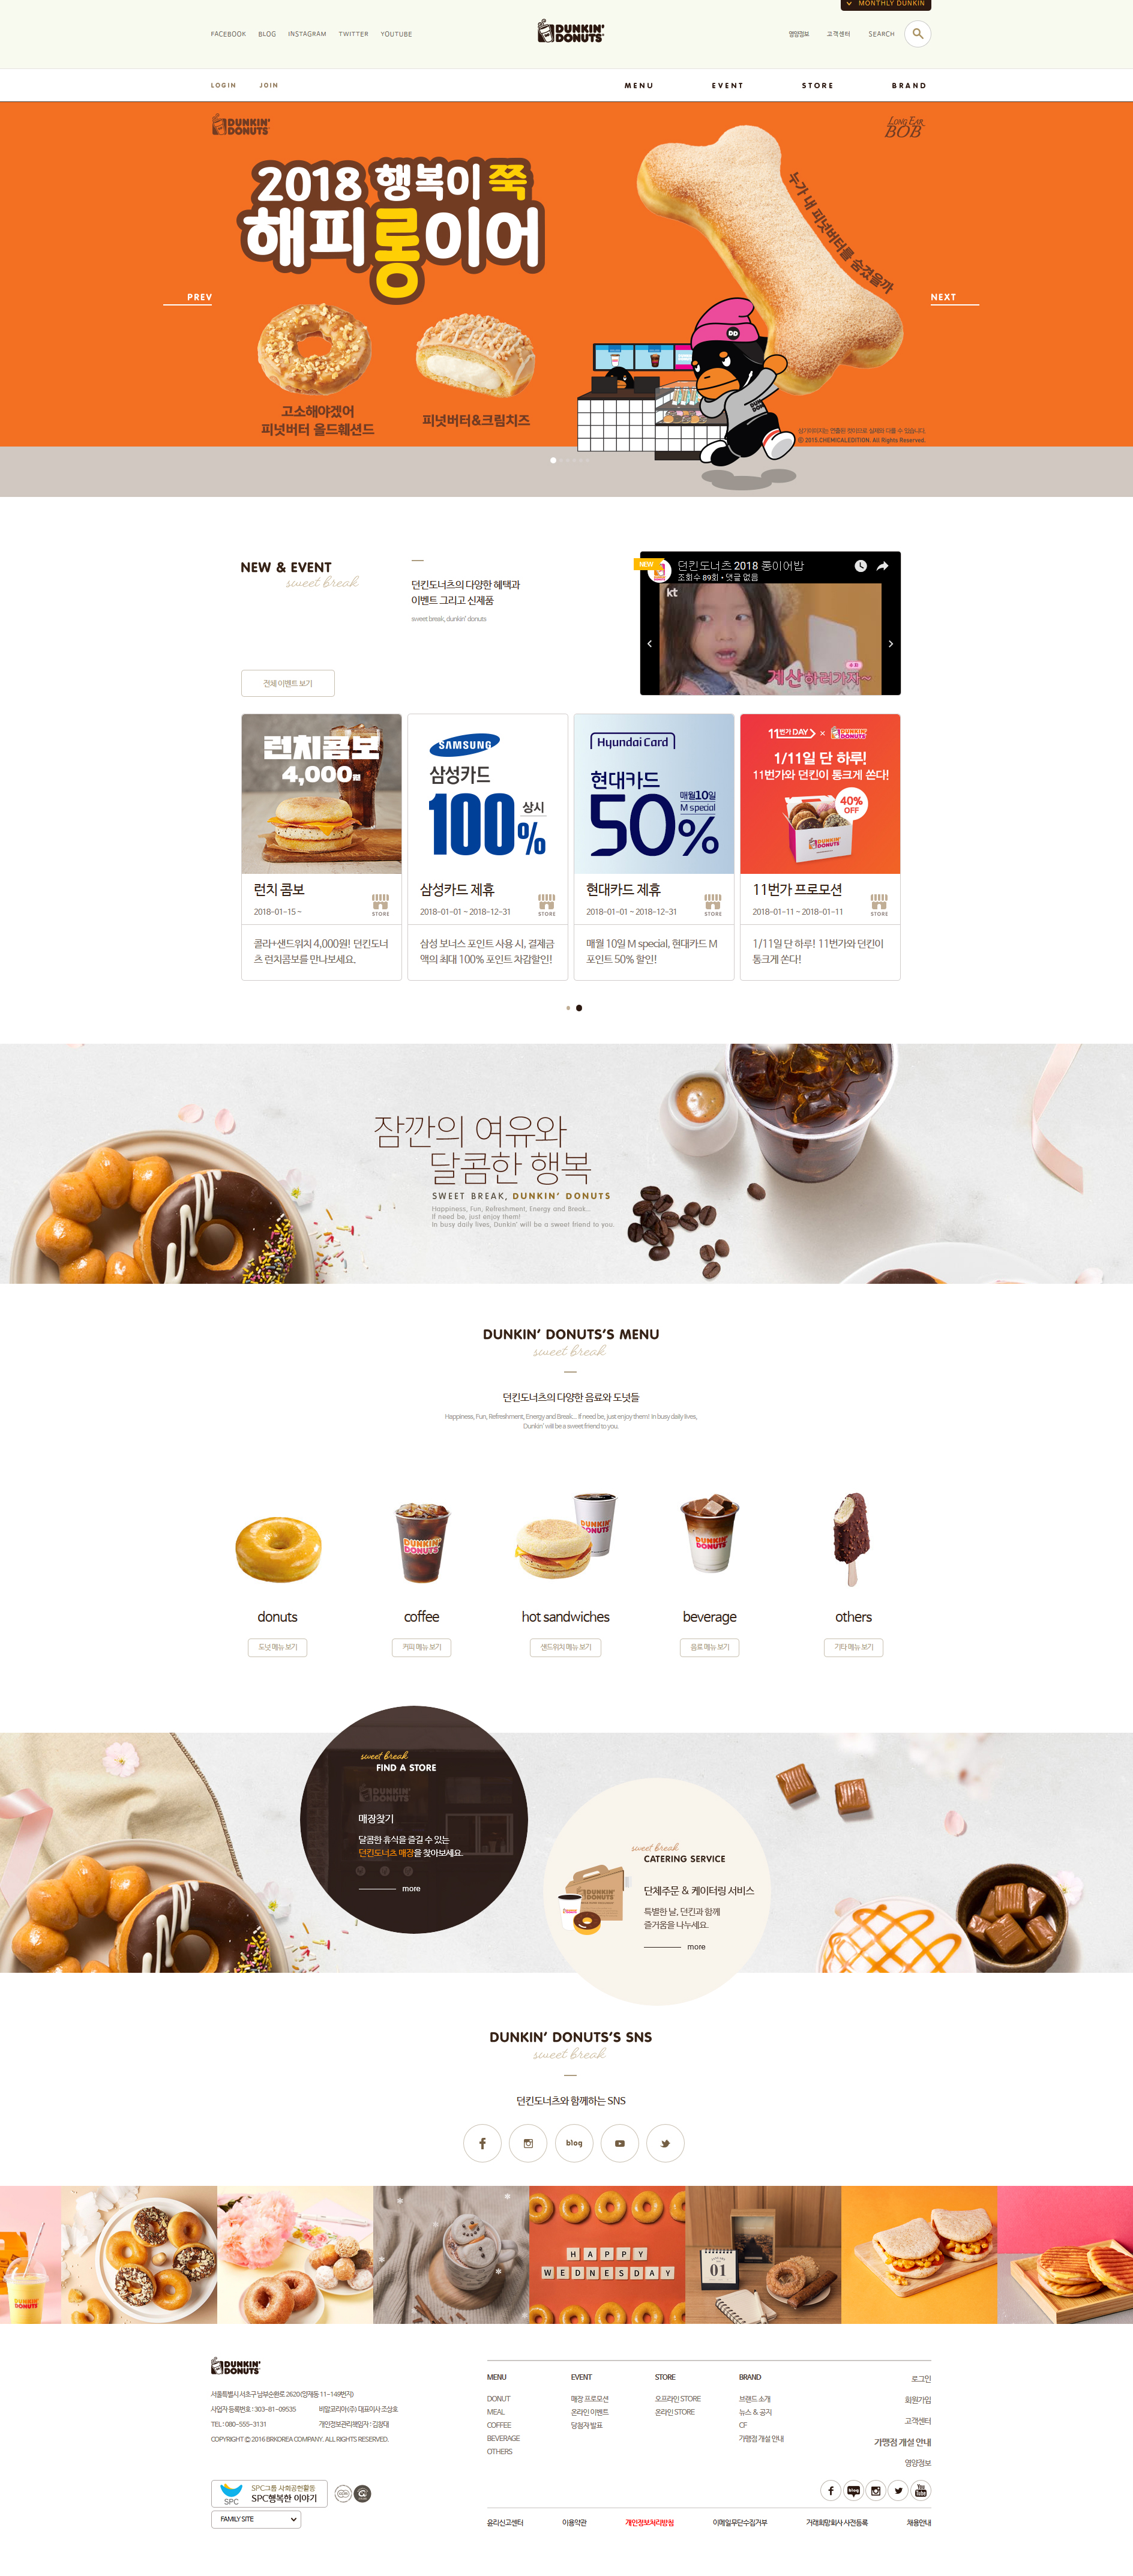 MONTHLY DUNKIN
FACEBOOK BLOG INSTAGRAM TWITTER YOUTUBE
DUNKIN' DONUTS
영양정보 고객센터 SEARCH
LOGIN JOIN
MENU EVENT STORE BRAND
DUNKIN' DONUTS
LONG EAR BOB
2018 행복이 쭉
해피롱이어
누가 내 피넛버터를 숨겼을까
PREV
NEXT
DD
고소해야겠어
피넛버터 올드훼션드
피넛버터&크림치즈
상기이미지는 연출된 컷이므로 실제와 다를 수 있습니다.
© 2015.CHEMICALEDITION. All Rights Reserved.
NEW & EVENT
sweet break
던킨도너츠의 다양한 혜택과
이벤트 그리고 신제품
sweet break, dunkin' donuts
전체 이벤트 보기
NEW
던킨도너츠 2018 롱이어밥
조회수 89회 • 댓글 없음
kt
계산하러가자~
런치콤보
4,000원
SAMSUNG
삼성카드
상시
100%
HyundaiCard
현대카드
매월10일
M special
50%
11번가 DAY × DUNKIN' DONUTS
1/11일 단 하루!
11번가와 던킨이 통크게 쏜다!
40%
OFF
런치 콤보
2018-01-15 ~
STORE
콜라+샌드위치 4,000원! 던킨도너
츠 런치콤보를 만나보세요.
삼성카드 제휴
2018-01-01 ~ 2018-12-31
STORE
삼성 보너스 포인트 사용 시, 결제금
액의 최대 100% 포인트 차감할인!
현대카드 제휴
2018-01-01 ~ 2018-12-31
STORE
매월 10일 M special, 현대카드 M
포인트 50% 할인!
11번가 프로모션
2018-01-11 ~ 2018-01-11
STORE
1/11일 단 하루! 11번가와 던킨이
통크게 쏜다!
잠깐의 여유와
달콤한 행복
SWEET BREAK, DUNKIN' DONUTS
Happiness, Fun, Refreshment, Energy and Break...
If need be, just enjoy them!
In busy daily lives, Dunkin' will be a sweet friend to you.
DUNKIN' DONUTS'S MENU
sweet break
던킨도너츠의 다양한 음료와 도넛들
Happiness, Fun, Refreshment, Energy and Break... If need be, just enjoy them! In busy daily lives,
Dunkin' will be a sweet friend to you.
donuts
coffee
hot sandwiches
beverage
others
도넛 메뉴 보기
커피 메뉴 보기
샌드위치 메뉴 보기
음료 메뉴 보기
기타 메뉴 보기
sweet break
FIND A STORE
DUNKIN' DONUTS
매장찾기
달콤한 휴식을 즐길 수 있는
던킨도너츠 매장을 찾아보세요.
more
sweet break
CATERING SERVICE
단체주문 & 케이터링 서비스
특별한 날, 던킨과 함께
즐거움을 나누세요.
more
DUNKIN' DONUTS'S SNS
sweet break
던킨도너츠와 함께하는 SNS
blog
HAPPY
WEDNESDAY
01
DUNKIN' DONUTS
서울특별시 서초구 남부순환로 2620(양재동 11-149번지)
사업자 등록번호 : 303-81-09535 비알코리아(주) 대표이사 조상호
TEL : 080-555-3131 개인정보관리책임자 : 김창대
COPYRIGHT © 2016 BRKOREA COMPANY. ALL RIGHTS RESERVED.
SPC
SPC그룹 사회공헌활동
SPC행복한 이야기
FAMILY SITE
MENU
DONUT
MEAL
COFFEE
BEVERAGE
OTHERS
EVENT
매장 프로모션
온라인 이벤트
당첨자 발표
STORE
오프라인 STORE
온라인 STORE
BRAND
브랜드 소개
뉴스 & 공지
CF
가맹점 개설 안내
로그인
회원가입
고객센터
가맹점 개설 안내
영양정보
blog
You Tube
윤리신고센터 이용약관 개인정보처리방침 이메일무단수집거부 거래희망회사 사전등록 채용안내